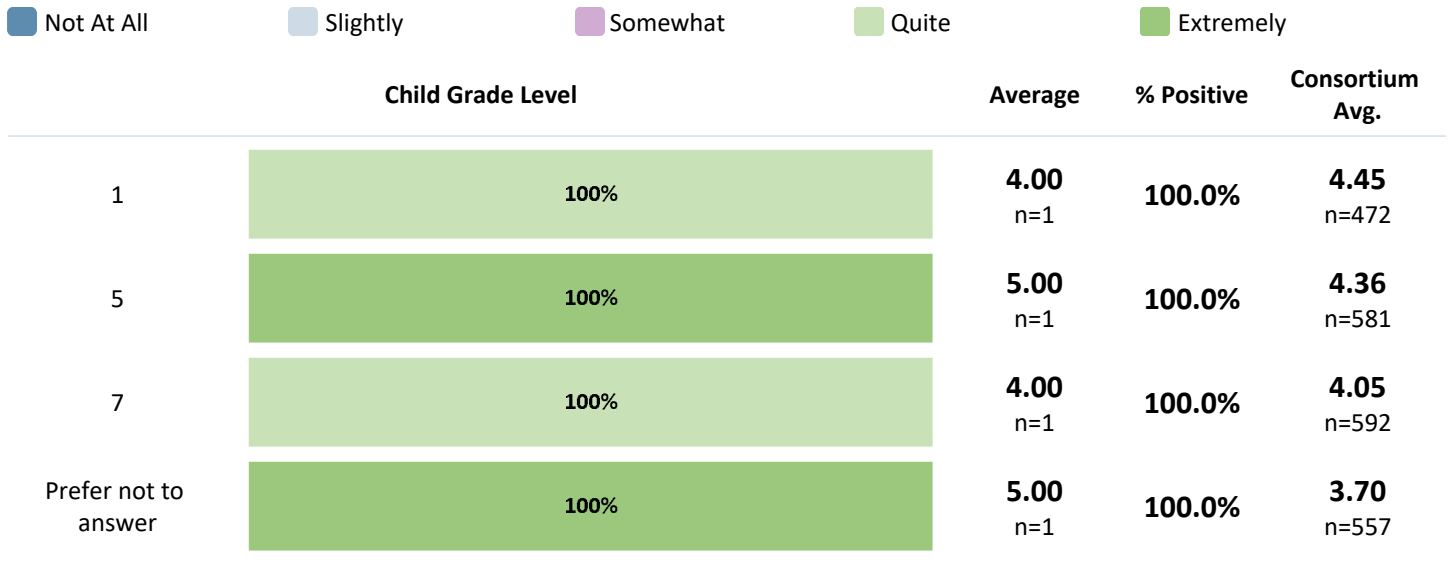 Not At All Slightly Somewhat Quite Extremely
Child Grade Level Average % Positive Consortium Avg.
1 100% 4.00 n=1 100.0% 4.45 n=472
5 100% 5.00 n=1 100.0% 4.36 n=581
7 100% 4.00 n=1 100.0% 4.05 n=592
Prefer not to answer 100% 5.00 n=1 100.0% 3.70 n=557